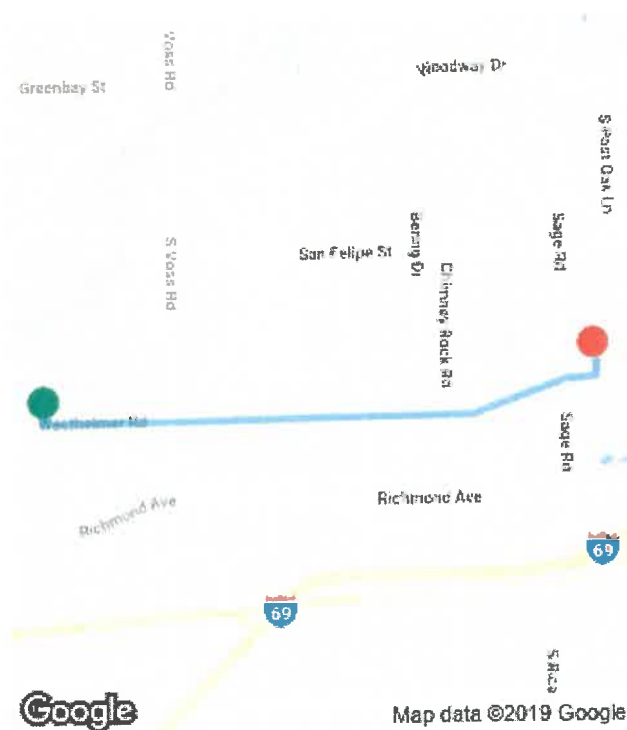 Voss Rd
Woodway Dr
Greenbay St
S Post Oak Ln
Sage Rd
Bering Dr
San Felipe St
S Voss Rd
Chimney Rock Rd
Westheimer Rd
Sage Rd
Richmond Ave
Richmond Ave
69
69
Google
Map data ©2019 Google